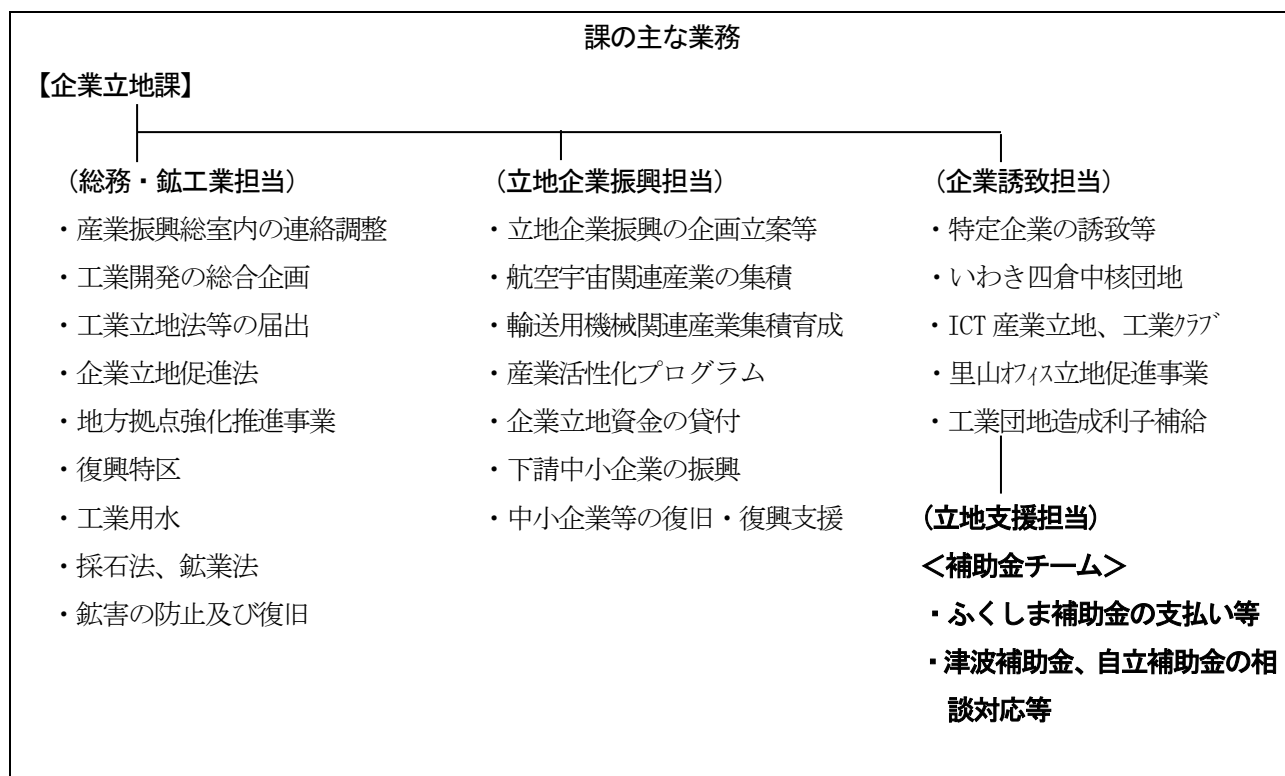 課の主な業務
【企業立地課】
(総務・鉱工業担当)
・産業振興総室内の連絡調整
・工業開発の総合企画
・工業立地法等の届出
・企業立地促進法
・地方拠点強化推進事業
・復興特区
・工業用水
・採石法、鉱業法
・鉱害の防止及び復旧
(立地企業振興担当)
・立地企業振興の企画立案等
・航空宇宙関連産業の集積
・輸送用機械関連産業集積育成
・産業活性化プログラム
・企業立地資金の貸付
・下請中小企業の振興
・中小企業等の復旧・復興支援
(企業誘致担当)
・特定企業の誘致等
・いわき四倉中核団地
・ICT 産業立地、工業ｸﾗﾌﾞ
・里山ｵﾌｨｽ立地促進事業
・工業団地造成利子補給
(立地支援担当)
＜補助金チーム＞
・ふくしま補助金の支払い等
・津波補助金、自立補助金の相
談対応等